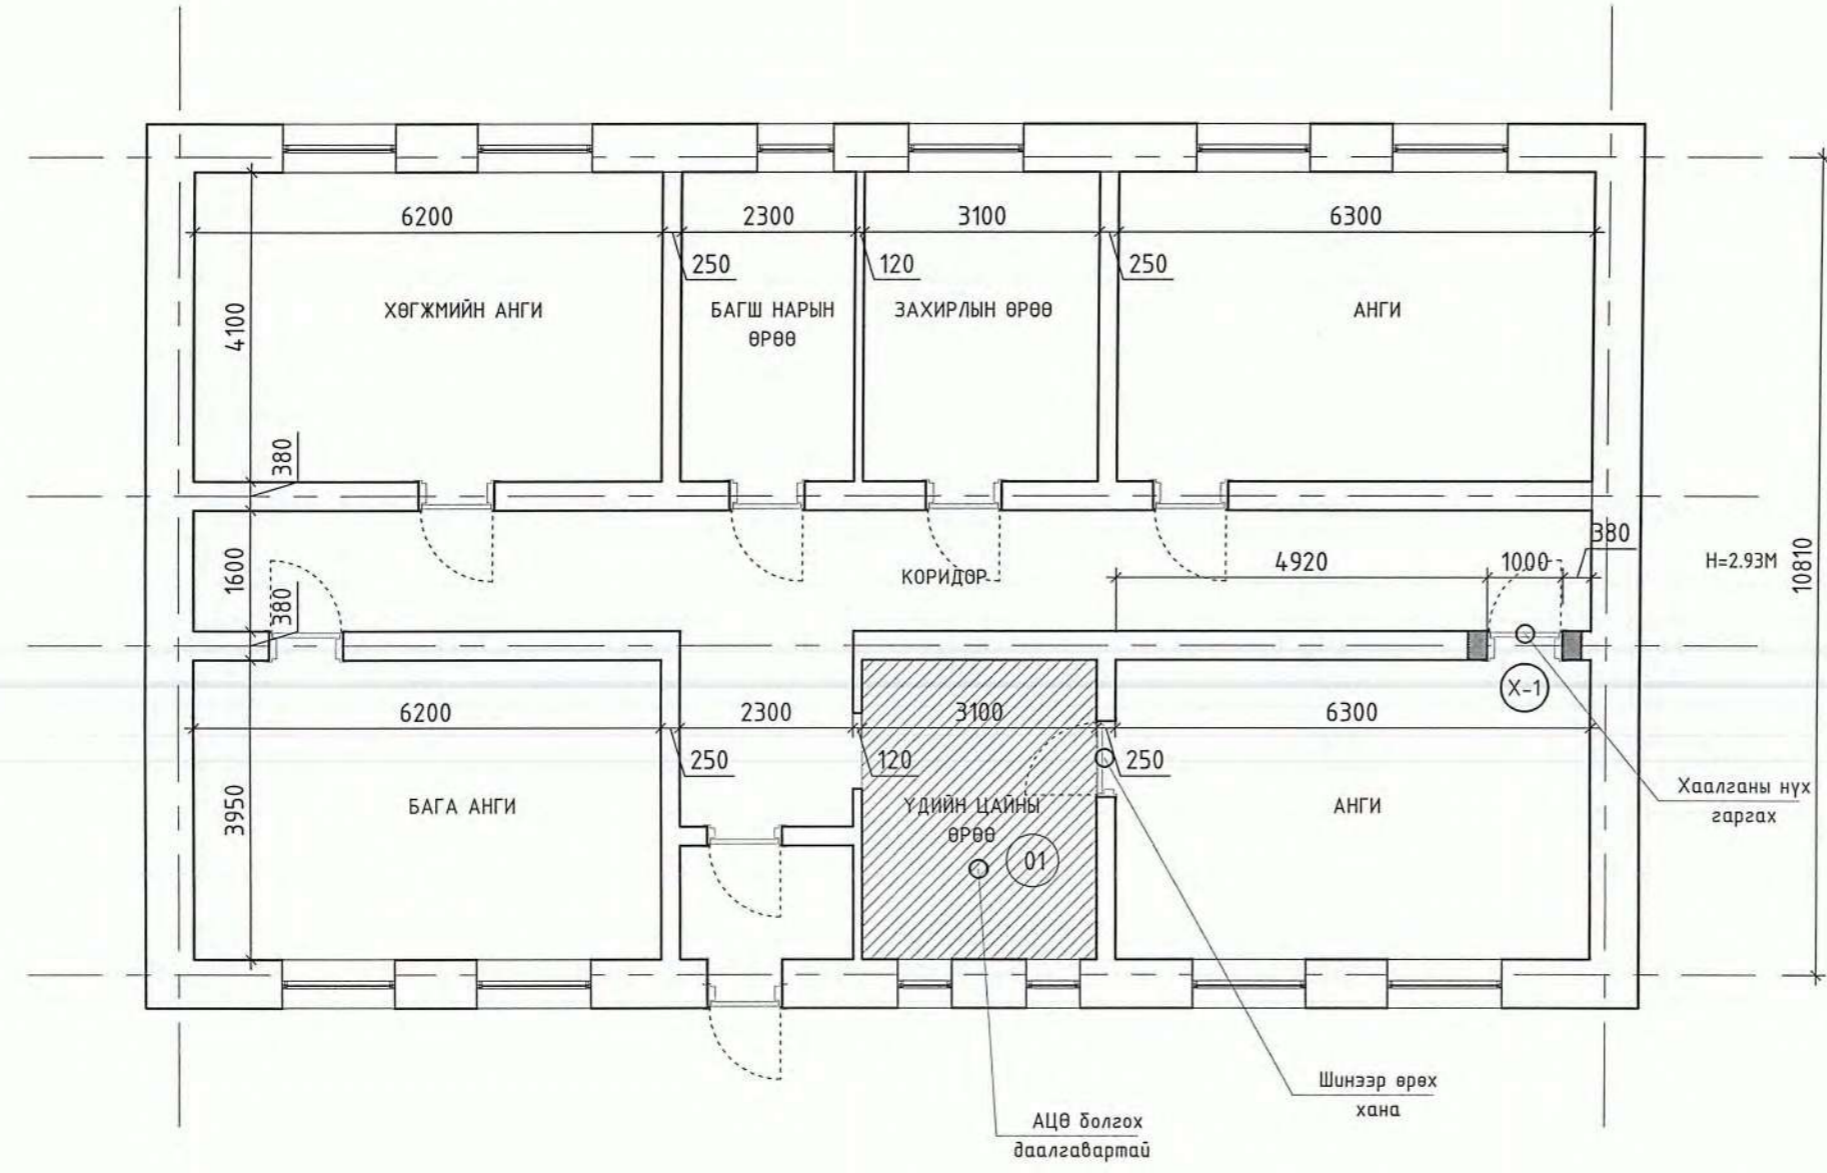 6200
2300
3100
6300
250
120
250
4100
ХӨГЖМИЙН АНГИ
БАГШ НАРЫН
ӨРӨӨ
ЗАХИРЛЫН ӨРӨӨ
АНГИ
380
1600
КОРИДОР
4920
1000
380
H=2.93М
10810
380
X-1
6200
2300
3100
6300
250
120
250
3950
БАГА АНГИ
ҮДИЙН ЦАЙНЫ
ӨРӨӨ
01
АНГИ
Хаалганы нүх
гаргах
Шинээр өрөх
хана
АЦӨ болгох
даалгавартай